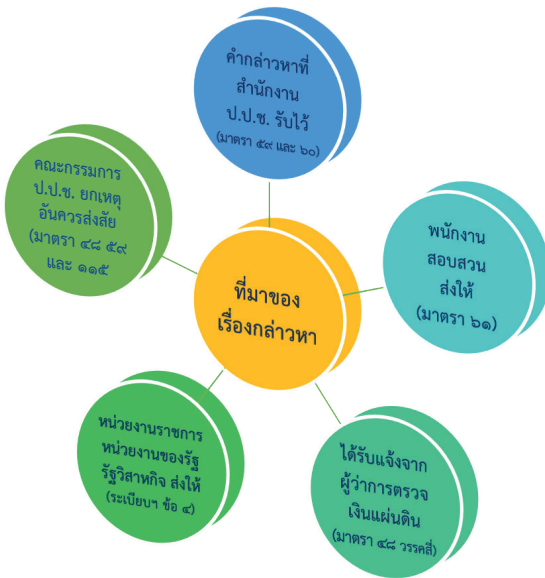 คำกล่าวหาที่
สำนักงาน
ป.ป.ช. รับไว้
(มาตรา ๕๙ และ ๖๐)
คณะกรรมการ
ป.ป.ช. ยกเหตุ
อันควรส่งสัย
(มาตรา ๔๘ ๕๙
และ ๑๑๕
พนักงาน
สอบสวน
ส่งให้
(มาตรา ๖๑)
ที่มาของ
เรื่องกล่าวหา
หน่วยงานราชการ
หน่วยงานของรัฐ
รัฐวิสาหกิจ ส่งให้
(ระเบียบฯ ข้อ ๔)
ได้รับแจ้งจาก
ผู้ว่าการตรวจ
เงินแผ่นดิน
(มาตรา ๔๘ วรรคสี่)